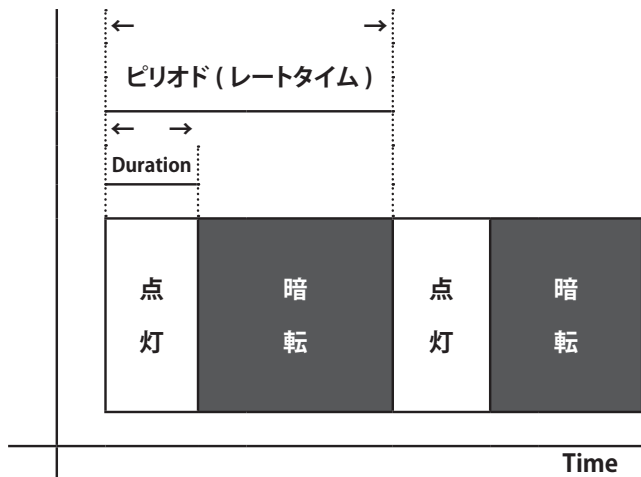 ピリオド ( レートタイム )
Duration
点灯
暗転
点灯
暗転
Time